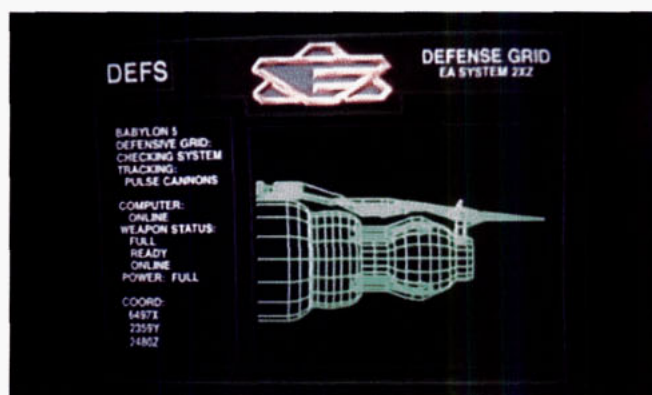 DEFS
DEFENSE GRID
EA SYSTEM 2XZ
BABYLON 5
DEFENSIVE GRID:
CHECKING SYSTEM
TRACKING:
PULSE CANNONS
COMPUTER:
ONLINE
WEAPON STATUS:
FULL
READY
ONLINE
POWER: FULL
COORD:
6497X
2359Y
2480Z